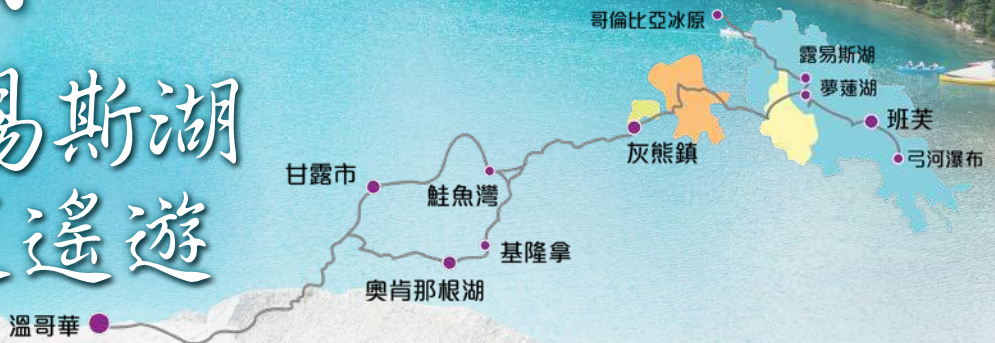 易斯湖
遙遊
哥倫比亞冰原
露易斯湖
夢蓮湖
班芙
弓河瀑布
灰熊鎮
甘露市
鮭魚灣
基隆拿
奧肯那根湖
溫哥華